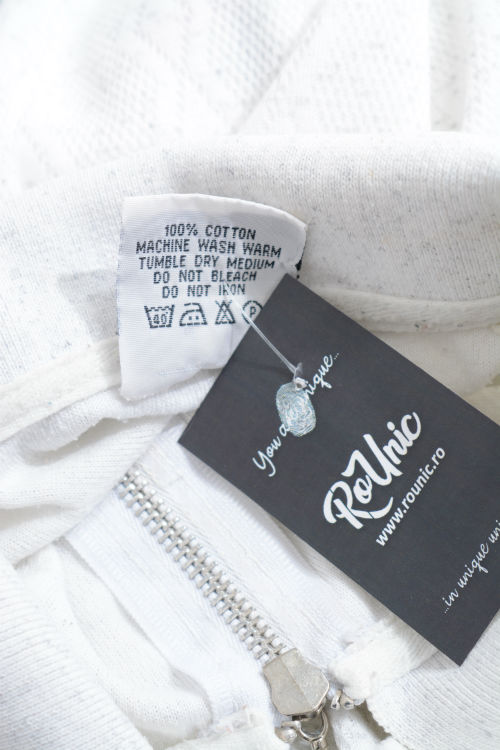 100% COTTON
MACHINE WASH WARM
TUMBLE DRY MEDIUM
DO NOT BLEACH
DO NOT IRON
40
P
You
unique...
RoUnic
www.rounic.ro
...in unique